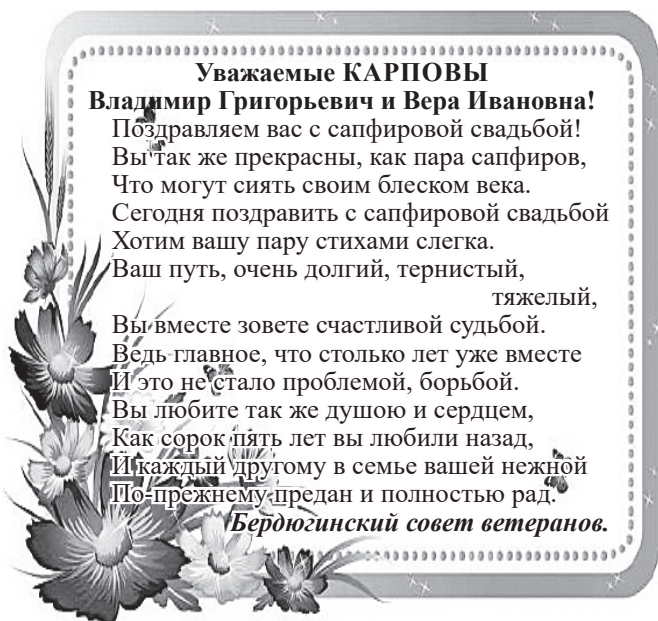 Уважаемые КАРПОВЫ
Владимир Григорьевич и Вера Ивановна!
Поздравляем вас с сапфировой свадьбой!
Вы так же прекрасны, как пара сапфиров,
Что могут сиять своим блеском века.
Сегодня поздравить с сапфировой свадьбой
Хотим вашу пару стихами слегка.
Ваш путь, очень долгий, тернистый,
тяжелый,
Вы вместе зовете счастливой судьбой.
Ведь главное, что столько лет уже вместе
И это не стало проблемой, борьбой.
Вы любите так же душою и сердцем,
Как сорок пять лет вы любили назад,
И каждый другому в семье вашей нежной
По-прежнему предан и полностью рад.
Бердюгинский совет ветеранов.